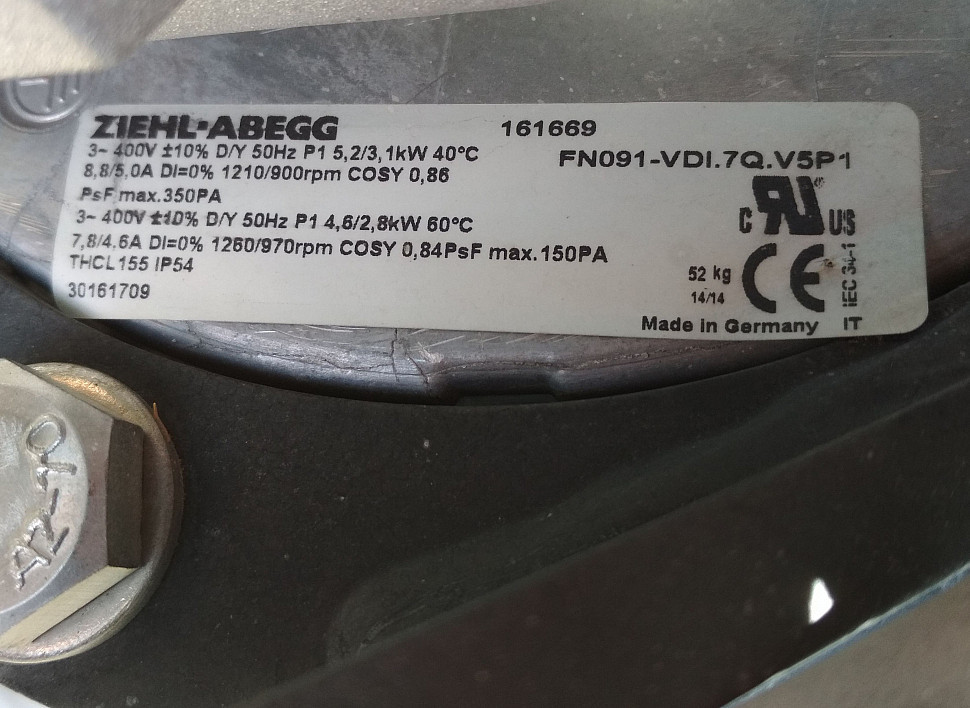 ZIEHL-ABEGG
161669
3~ 400V ±10% D/Y 50Hz P1 5,2/3,1kW 40°C
FN091-VDI.7Q.V5P1
8,8/5,0A DI=0% 1210/900rpm COSY 0,86
PsF max.350PA
3~ 400V ±10% D/Y 50Hz P1 4,6/2,8kW 60°C
7,8/4.6A DI=0% 1260/970rpm COSY 0,84PsF max.150PA
THCL155 IP54
30161709
C RU US
52 kg
14/14
CE
IEC 34-1
Made in Germany
IT
A2-70